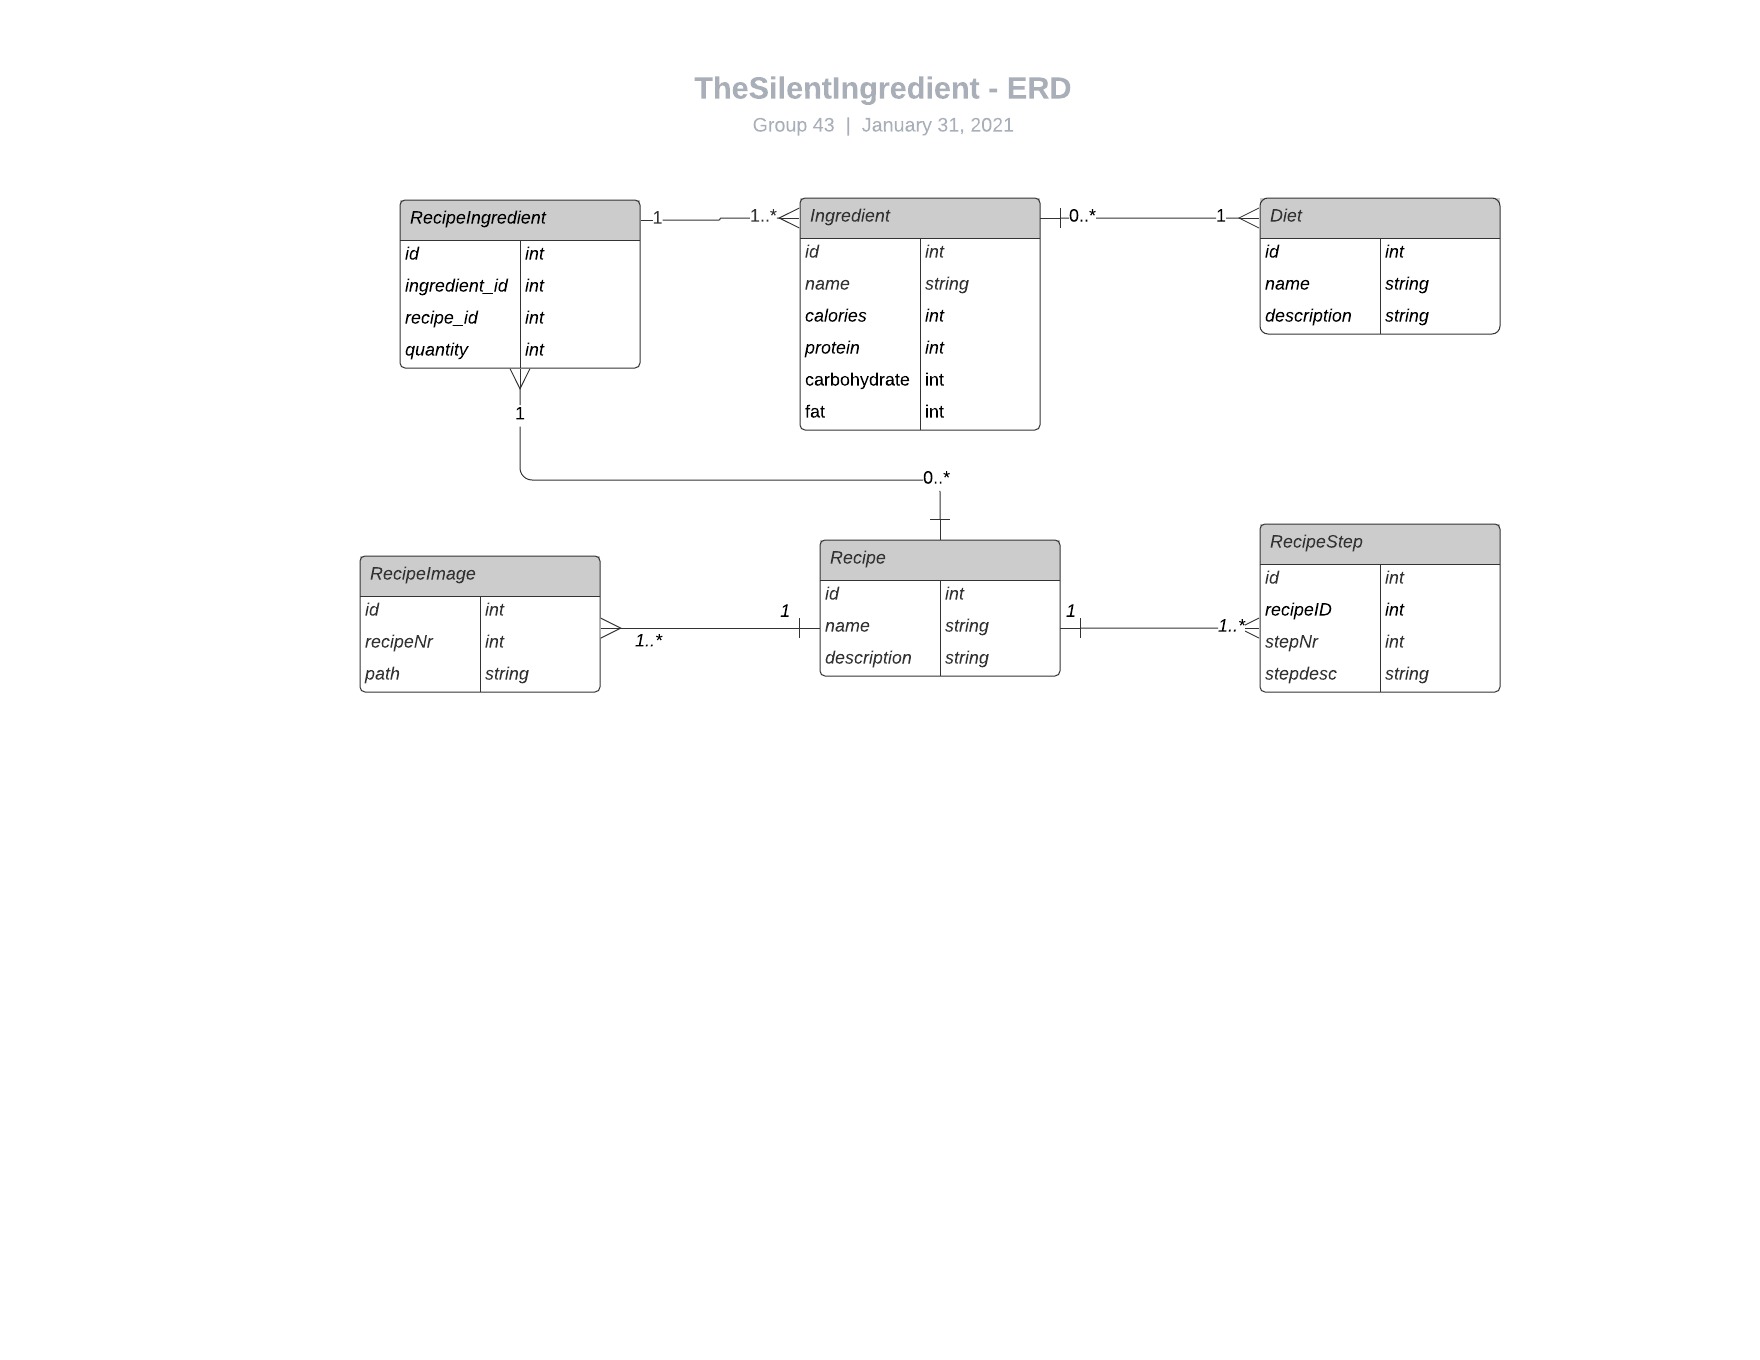 TheSilentIngredient - ERD
Group 43 | January 31, 2021
RecipeIngredient
id int
ingredient_id int
recipe_id int
quantity int
1
1..*
Ingredient
id int
name string
calories int
protein int
carbohydrate int
fat int
0..*
1
Diet
id int
name string
description string
1
0..*
RecipeImage
id int
recipeNr int
path string
1..*
1
Recipe
id int
name string
description string
1
1..*
RecipeStep
id int
recipeID int
stepNr int
stepdesc string